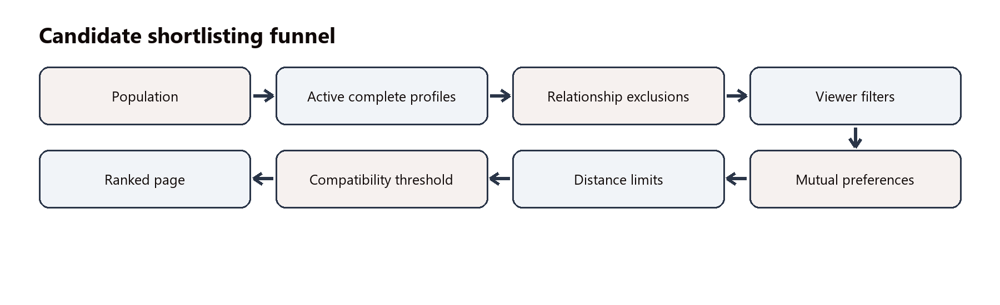 Candidate shortlisting funnel
Population
Active complete profiles
Relationship exclusions
Viewer filters
Mutual preferences
Distance limits
Compatibility threshold
Ranked page